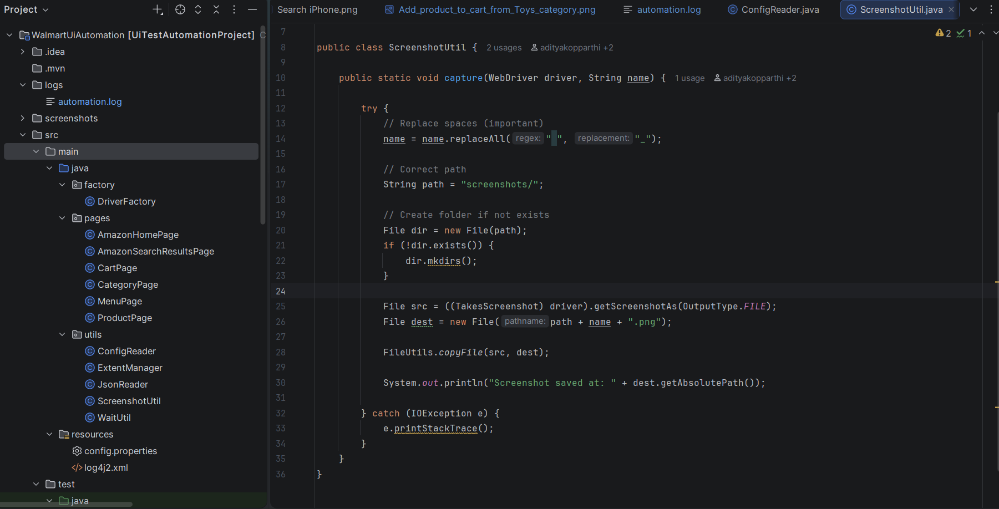 Project
Search iPhone.png
Add_product_to_cart_from_Toys_category.png
automation.log
ConfigReader.java
ScreenshotUtil.java
WalmartUiAutomation [UiTestAutomationProject] C
.idea
.mvn
logs
automation.log
screenshots
src
main
java
factory
DriverFactory
pages
AmazonHomePage
AmazonSearchResultsPage
CartPage
CategoryPage
MenuPage
ProductPage
utils
ConfigReader
ExtentManager
JsonReader
ScreenshotUtil
WaitUtil
resources
config.properties
log4j2.xml
test
java
2 1
7
8 public class ScreenshotUtil { 2 usages adityakopparthi +2
9
10 public static void capture(WebDriver driver, String name) { 1 usage adityakopparthi +2
11
12 try {
13 // Replace spaces (important)
14 name = name.replaceAll( regex: " ", replacement: "_");
15
16 // Correct path
17 String path = "screenshots/";
18
19 // Create folder if not exists
20 File dir = new File(path);
21 if (!dir.exists()) {
22 dir.mkdirs();
23 }
24
25 File src = ((TakesScreenshot) driver).getScreenshotAs(OutputType.FILE);
26 File dest = new File( pathname: path + name + ".png");
27
28 FileUtils.copyFile(src, dest);
29
30 System.out.println("Screenshot saved at: " + dest.getAbsolutePath());
31
32 } catch (IOException e) {
33 e.printStackTrace();
34 }
35 }
36 }